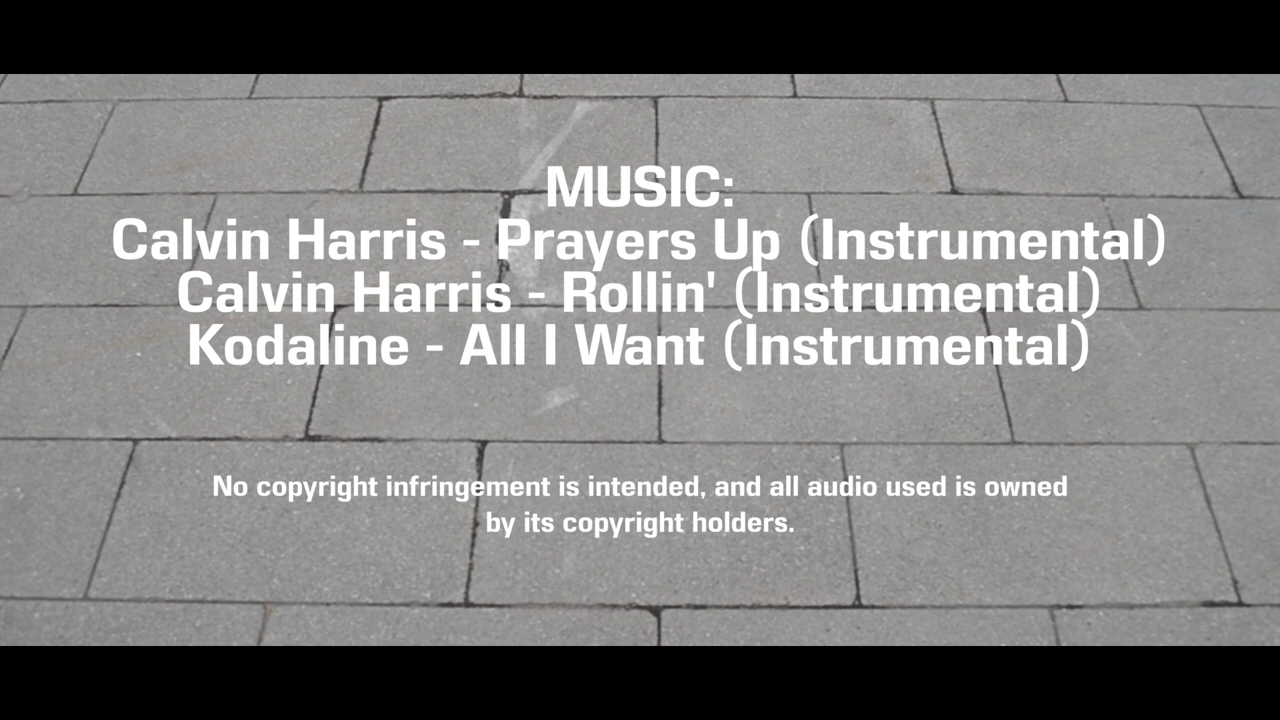 MUSIC:
Calvin Harris - Prayers Up (Instrumental)
Calvin Harris - Rollin' (Instrumental)
Kodaline - All I Want (Instrumental)
No copyright infringement is intended, and all audio used is owned
by its copyright holders.